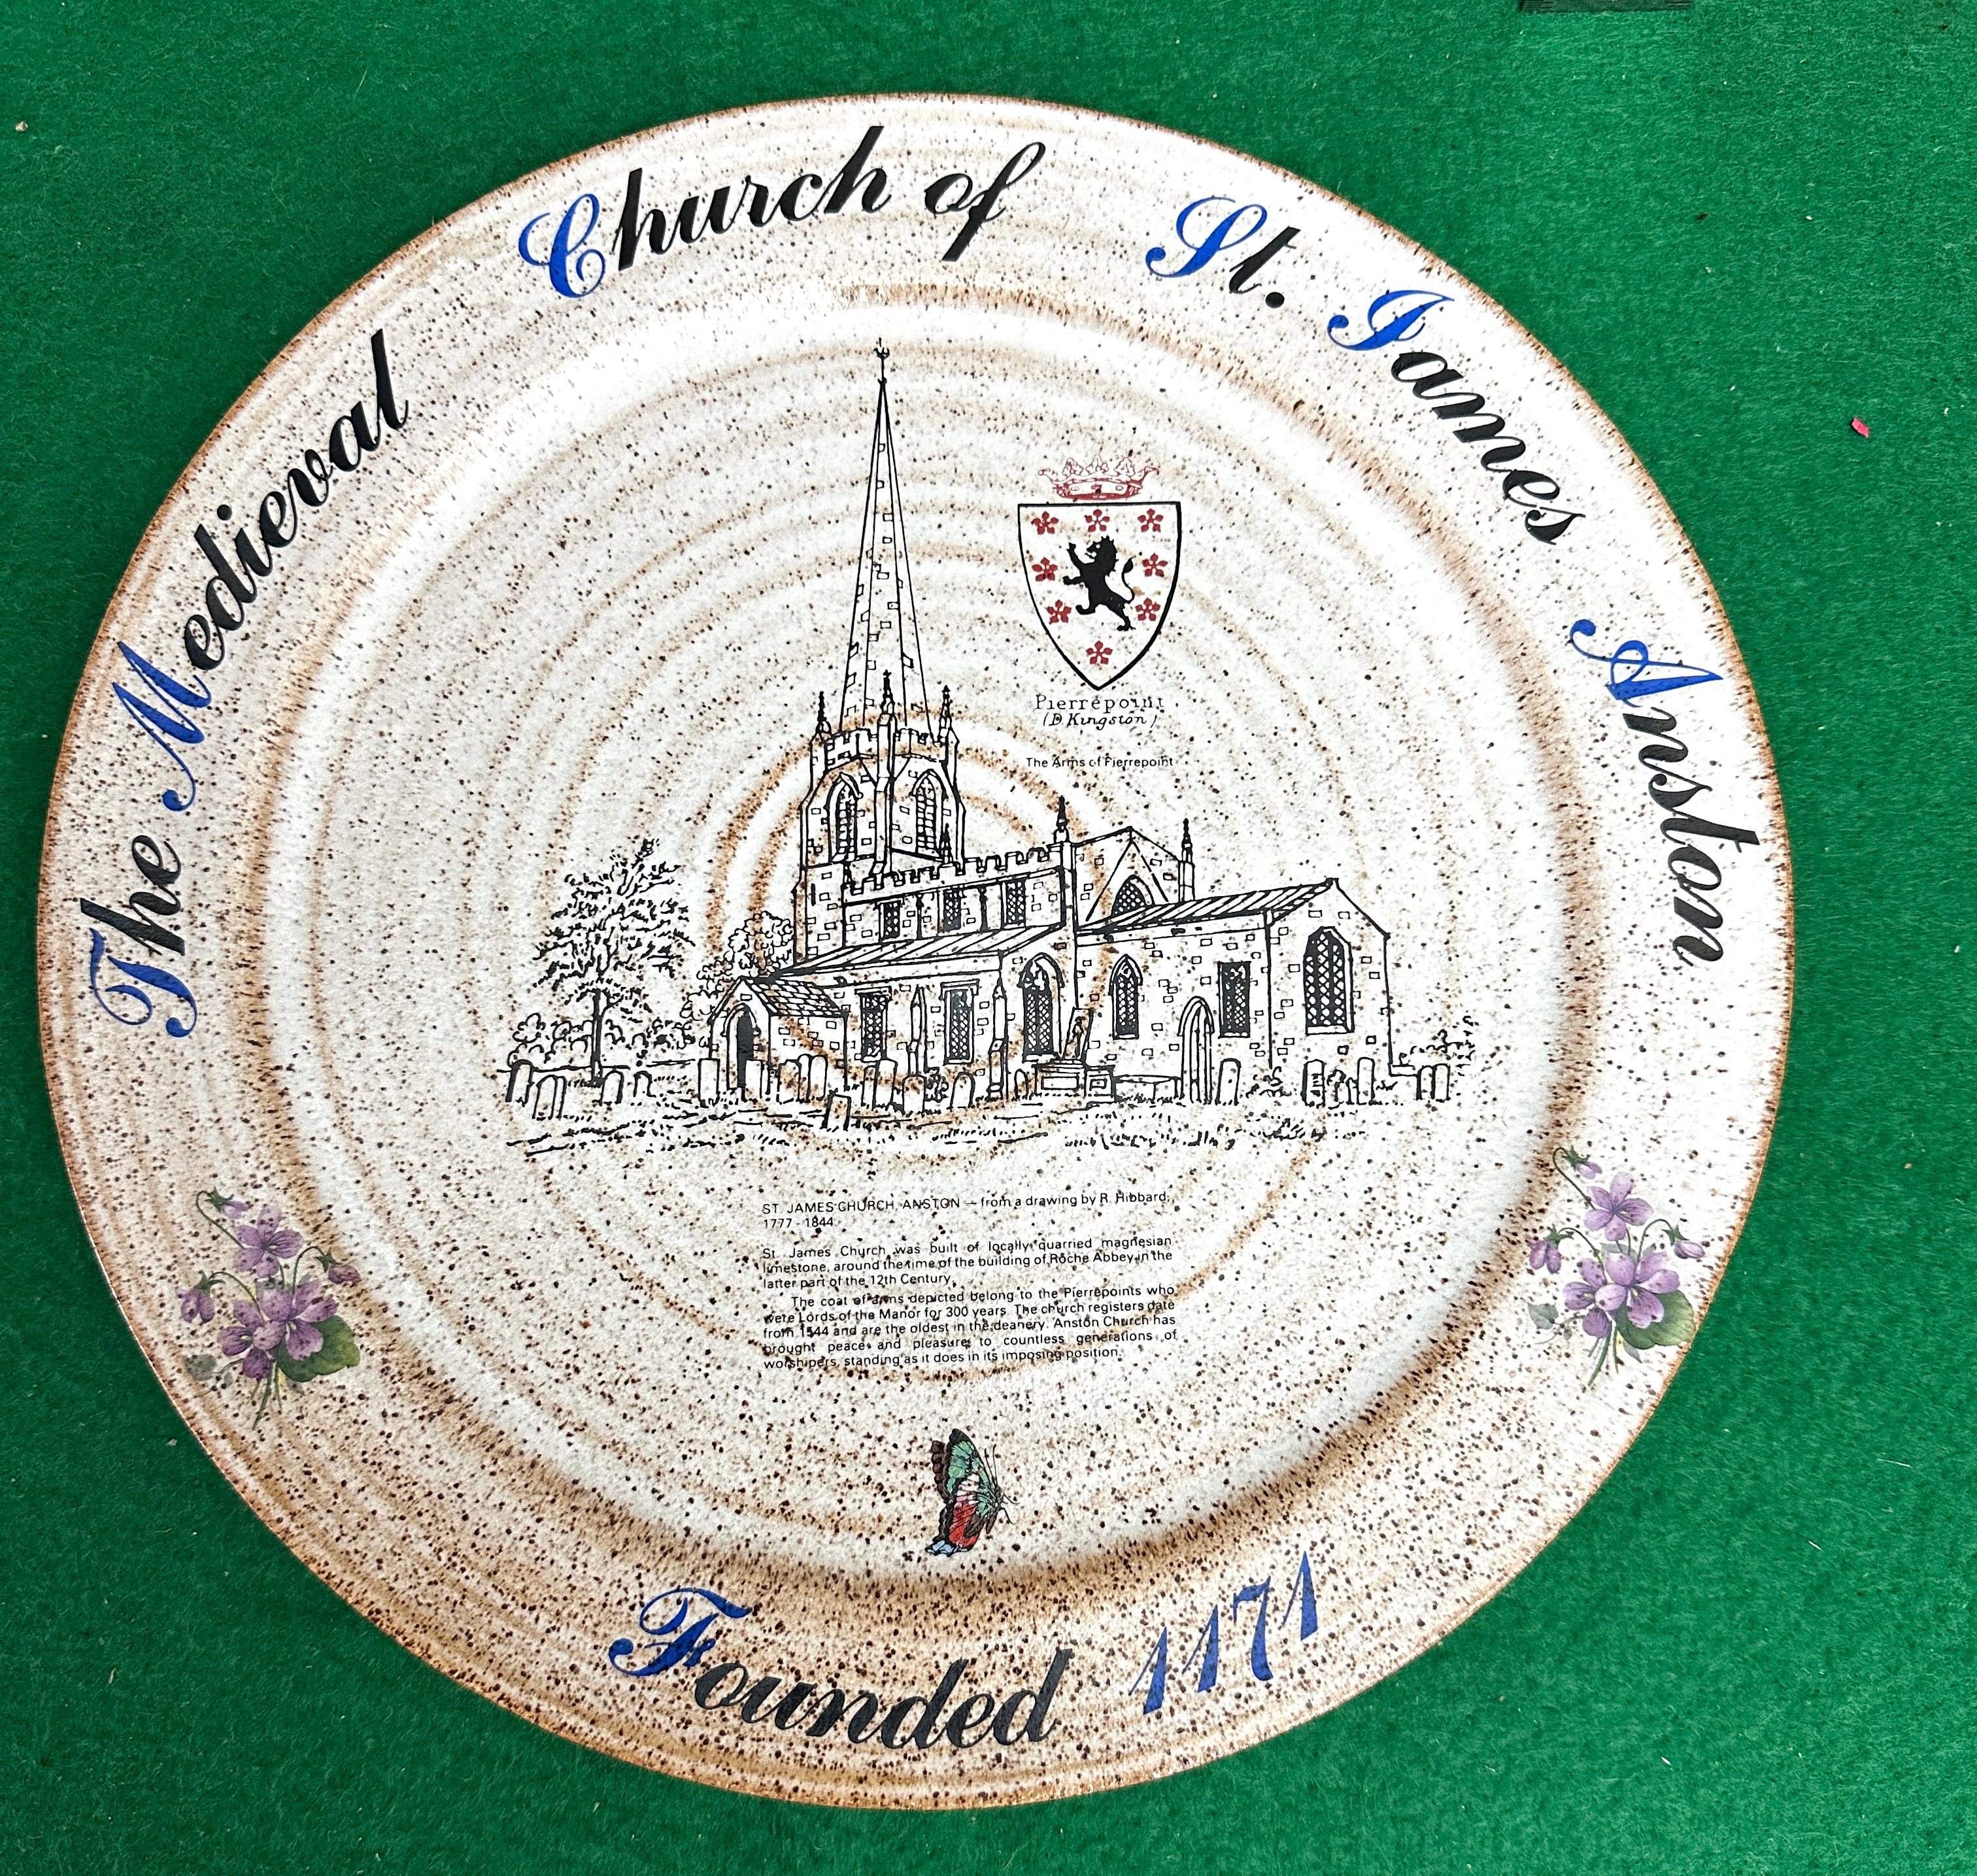 The Medieval Church of St. James Anston
Pierrepoint
(D. Kingston)
The Arms of Pierrepoint
ST. JAMES CHURCH, ANSTON — from a drawing by R. Hibbard,
1777 - 1844.
St. James Church was built of locally quarried magnesian
limestone, around the time of the building of Roche Abbey in the
latter part of the 12th Century.
The coat of arms depicted belong to the Pierrepoints who
were Lords of the Manor for 300 years. The church registers date
from 1544 and are the oldest in the deanery. Anston Church has
brought peace and pleasure to countless generations of
worshipers, standing as it does in its imposing position.
Founded 1171